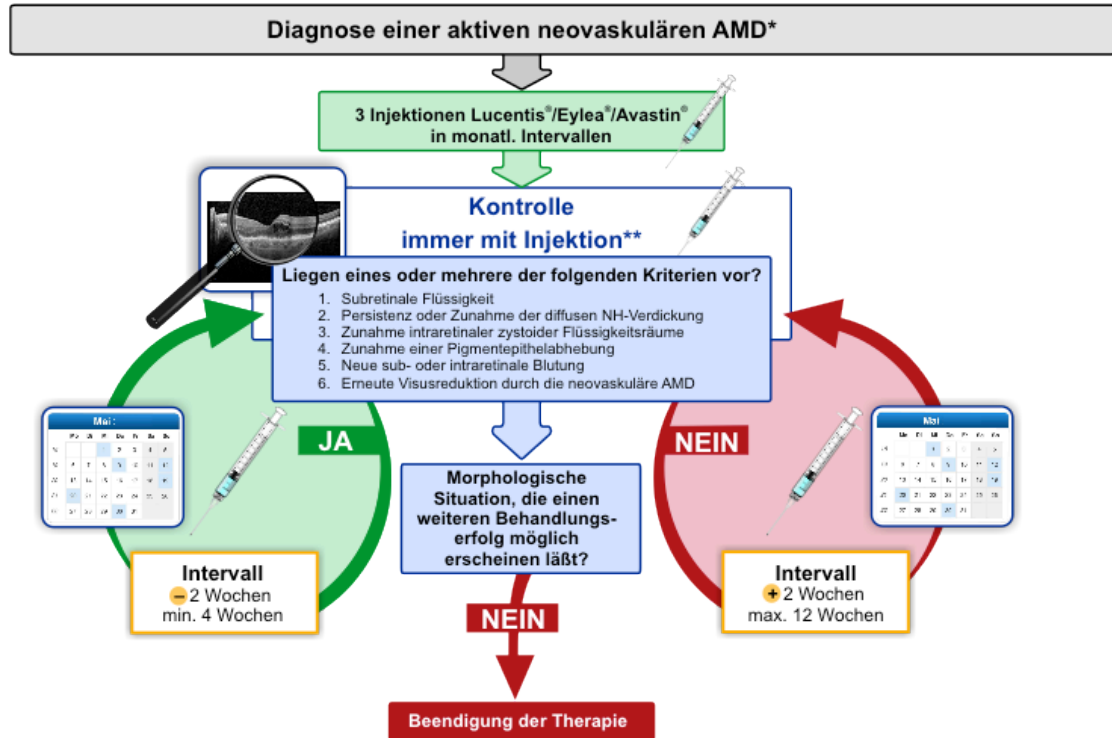 Diagnose einer aktiven neovaskulären AMD*
3 Injektionen Lucentis®/Eylea®/Avastin®
in monatl. Intervallen
Kontrolle
immer mit Injektion**
Liegen eines oder mehrere der folgenden Kriterien vor?
1. Subretinale Flüssigkeit
2. Persistenz oder Zunahme der diffusen NH-Verdickung
3. Zunahme intraretinaler zystoider Flüssigkeitsräume
4. Zunahme einer Pigmentepithelabhebung
5. Neue sub- oder intraretinale Blutung
6. Erneute Visusreduktion durch die neovaskuläre AMD
Mai
JA
Intervall
− 2 Wochen
min. 4 Wochen
Morphologische
Situation, die einen
weiteren Behandlungs-
erfolg möglich
erscheinen läßt?
NEIN
Beendigung der Therapie
NEIN
Mai
Intervall
+ 2 Wochen
max. 12 Wochen